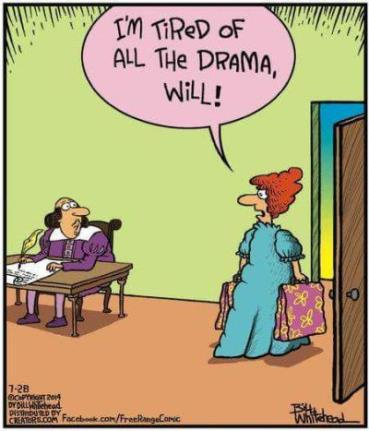 I'M TIRED OF
ALL THE DRAMA,
WILL!
7-28
©COPYRIGHT 2014
BY Bill Whitehead
DISTRIBUTED BY
CREATORS.COM
Facebook.com/FreeRangeComic
Bill
Whitehead